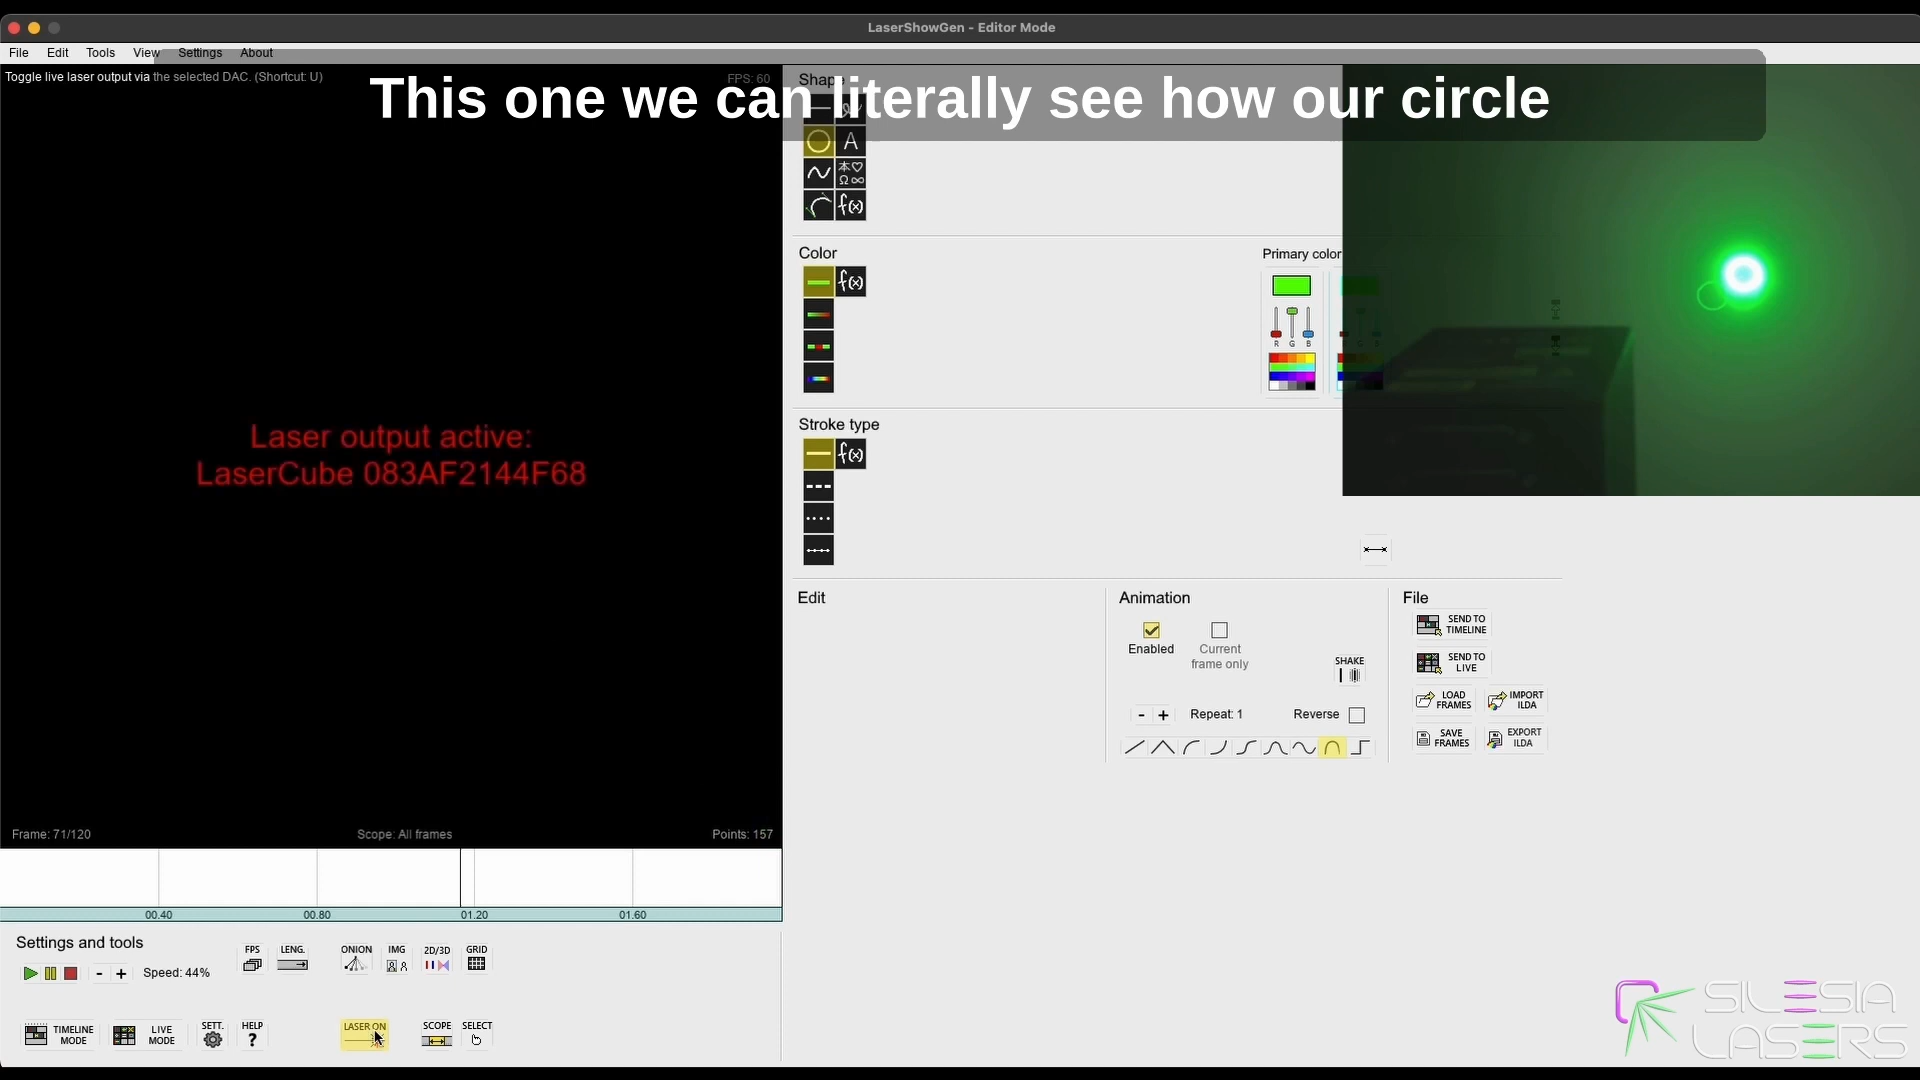 LaserShowGen - Editor Mode
File Edit Tools View Settings About
Toggle live laser output via the selected DAC. (Shortcut: U)
FPS: 60
This one we can literally see how our circle
Shape
A
本♡
Ω∞
f(x)
Color
f(x)
Primary color
R G B
Stroke type
f(x)
Laser output active:
LaserCube 083AF2144F68
Edit
Animation
Enabled
Current
frame only
SHAKE
- + Repeat: 1 Reverse
File
SEND TO
TIMELINE
SEND TO
LIVE
LOAD
FRAMES
IMPORT
ILDA
SAVE
FRAMES
EXPORT
ILDA
Frame: 71/120 Scope: All frames Points: 157
00.40 00.80 01.20 01.60
Settings and tools
- + Speed: 44%
FPS LENG. ONION IMG 2D/3D GRID
TIMELINE
MODE
LIVE
MODE
SETT. HELP
?
LASER ON SCOPE SELECT
SILESIA
LASERS